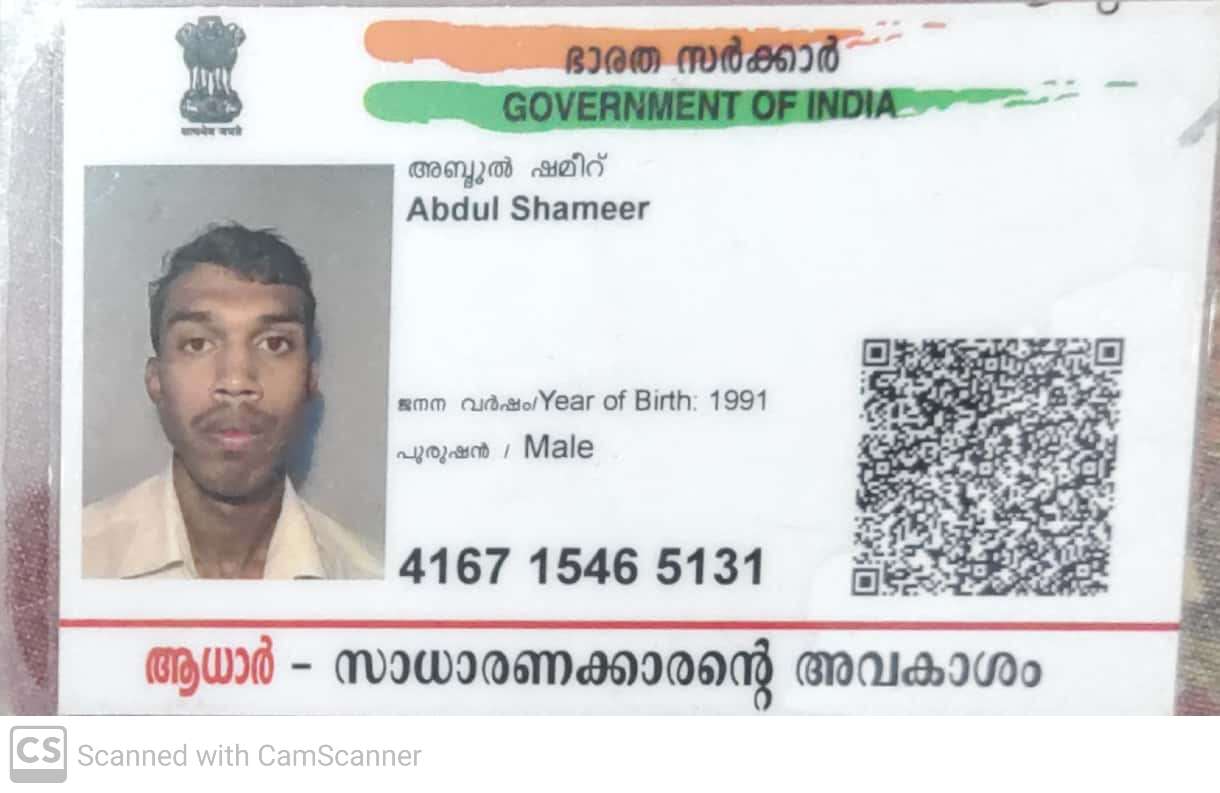 ഭാരത സർക്കാർ
GOVERNMENT OF INDIA
सत्यमेव जयते
അബ്ദുൽ ഷമീറ്
Abdul Shameer
ജനന വർഷം/Year of Birth: 1991
പുരുഷൻ / Male
4167 1546 5131
ആധാർ - സാധാരണക്കാരന്റെ അവകാശം
CS Scanned with CamScanner